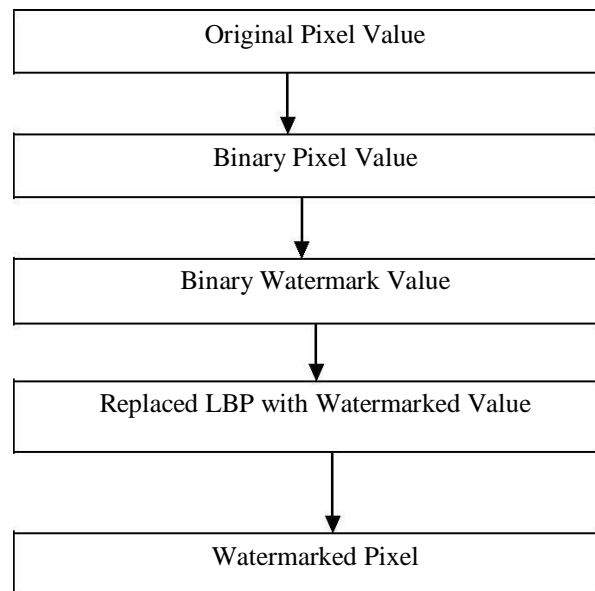 Original Pixel Value
Binary Pixel Value
Binary Watermark Value
Replaced LBP with Watermarked Value
Watermarked Pixel